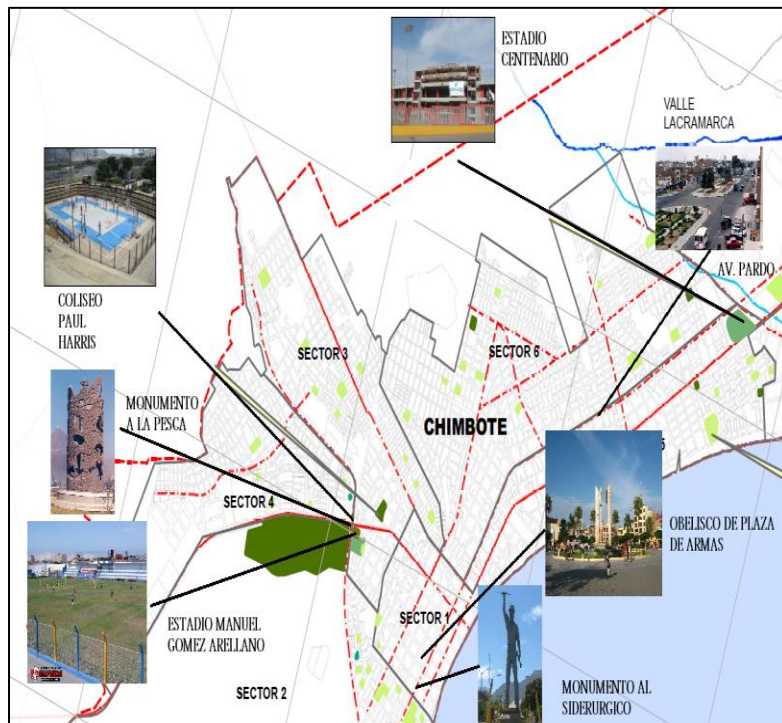 ESTADIO
CENTENARIO
VALLE
LACRAMARCA
AV. PARDO
COLISEO
PAUL
HARRIS
SECTOR 3
SECTOR 6
MONUMENTO
A LA PESCA
CHIMBOTE
5
SECTOR 4
OBELISCO DE PLAZA
DE ARMAS
ESTADIO MANUEL
GOMEZ ARELLANO
SECTOR 1
SECTOR 2
MONUMENTO AL
SIDERURGICO